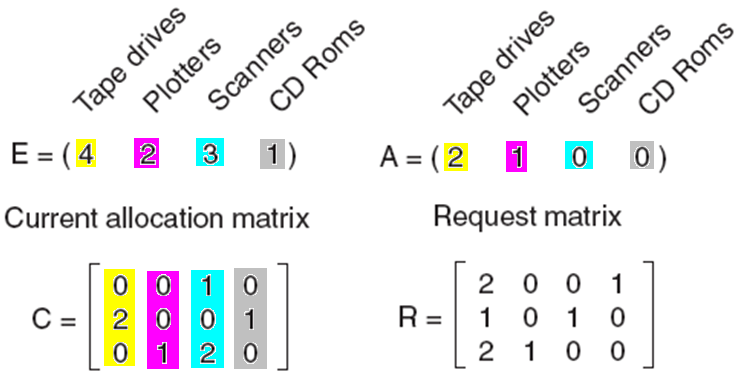 Tape drives Plotters Scanners CD Roms Tape drives Plotters Scanners CD Roms
E = ( 4 2 3 1 ) A = ( 2 1 0 0 )
Current allocation matrix Request matrix
0 0 1 0 2 0 0 1
C = 2 0 0 1 R = 1 0 1 0
0 1 2 0 2 1 0 0